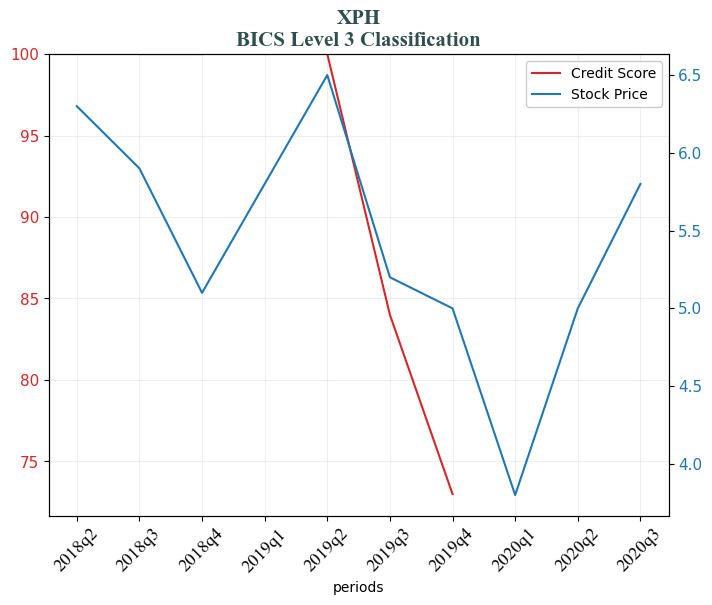 XPH
BICS Level 3 Classification
100
95
90
85
80
75
Credit Score
Stock Price
6.5
6.0
5.5
5.0
4.5
4.0
2018q2
2018q3
2018q4
2019q1
2019q2
2019q3
2019q4
2020q1
2020q2
2020q3
periods